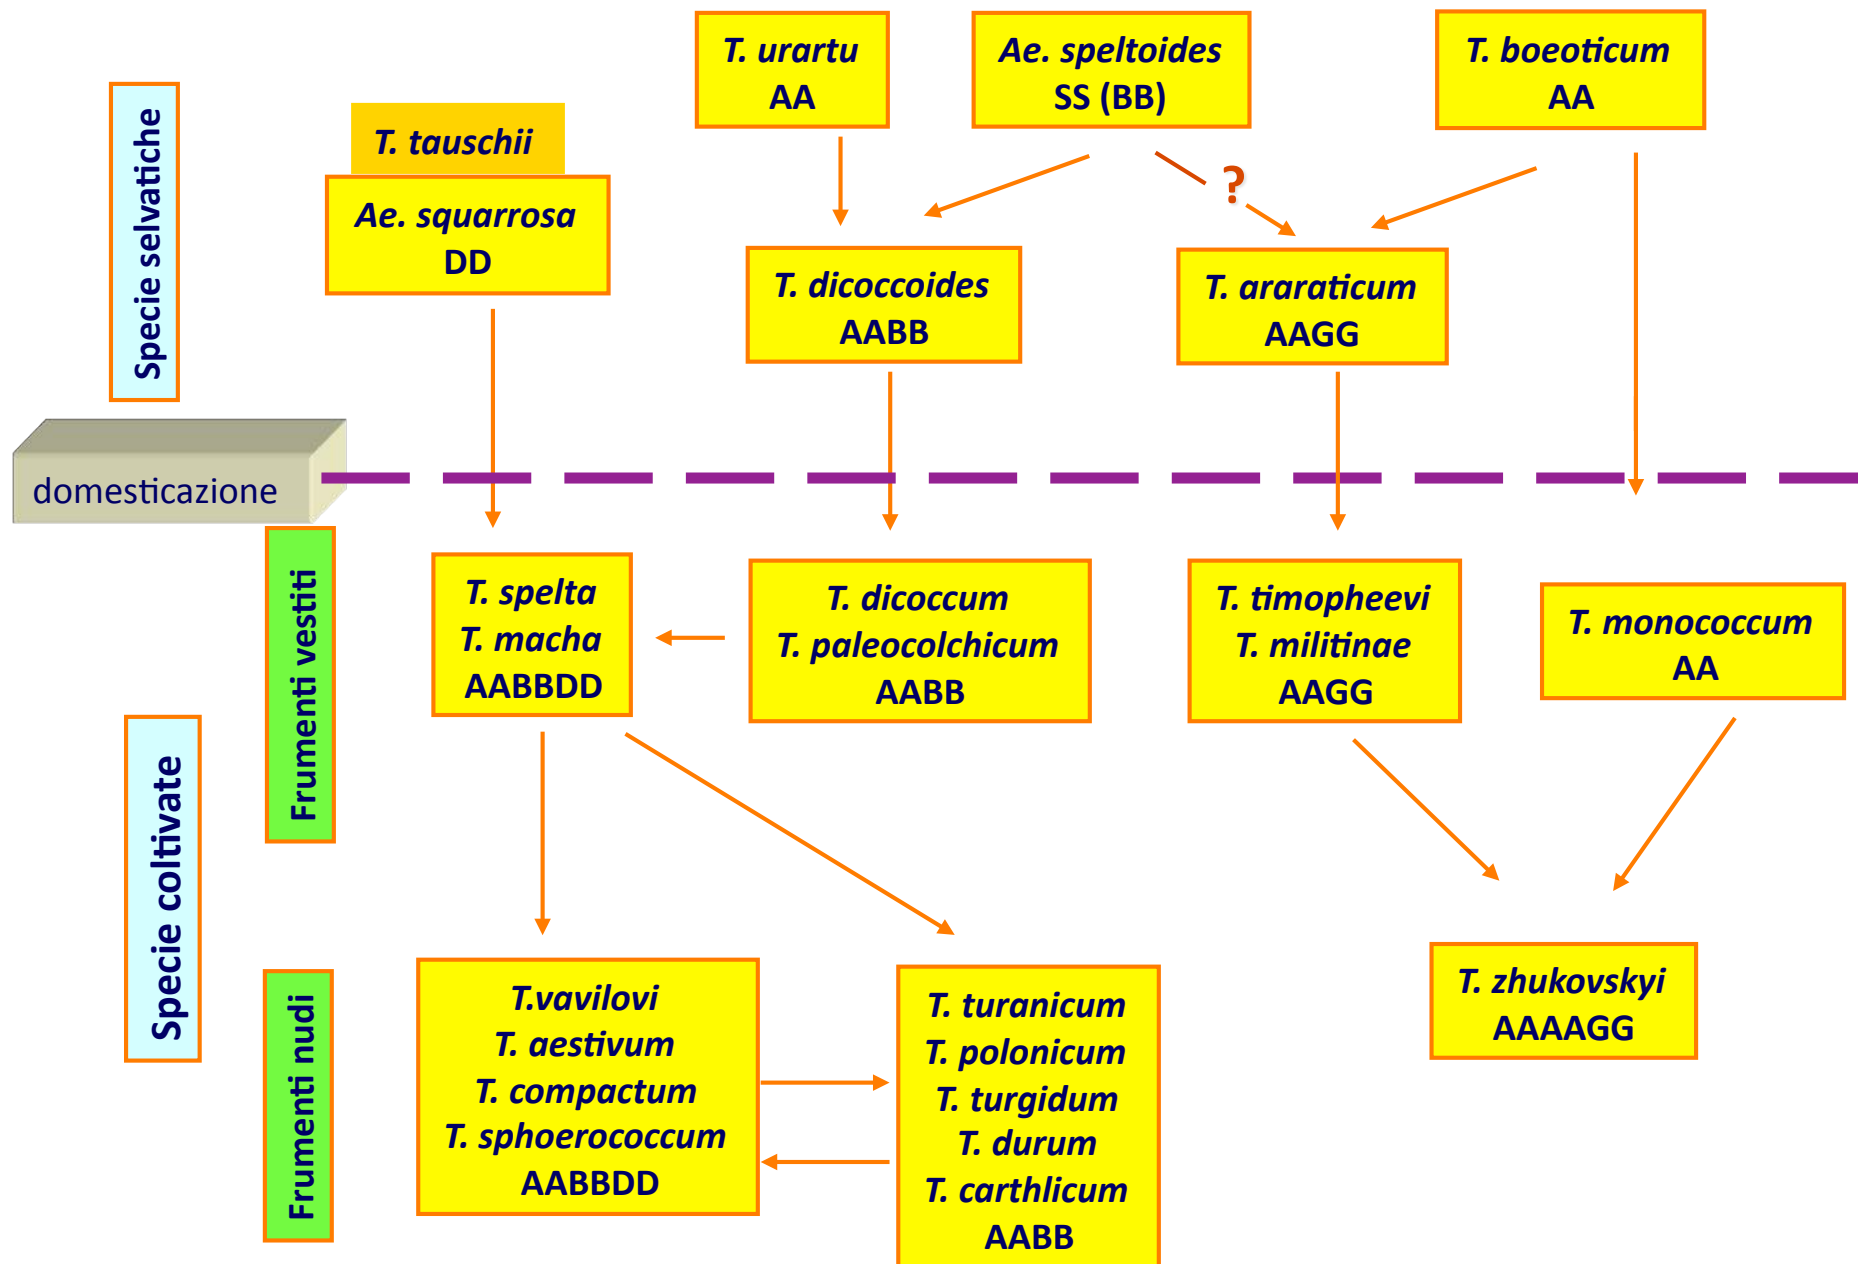 T. urartu
AA
Ae. speltoides
SS (BB)
T. boeoticum
AA
Specie selvatiche
T. tauschii
Ae. squarrosa
DD
?
T. dicoccoides
AABB
T. araraticum
AAGG
domesticazione
Frumenti vestiti
T. spelta
T. macha
AABBDD
T. dicoccum
T. paleocolchicum
AABB
T. timopheevi
T. militinae
AAGG
T. monococcum
AA
Specie coltivate
Frumenti nudi
T.vavilovi
T. aestivum
T. compactum
T. sphoerococcum
AABBDD
T. turanicum
T. polonicum
T. turgidum
T. durum
T. carthlicum
AABB
T. zhukovskyi
AAAAGG